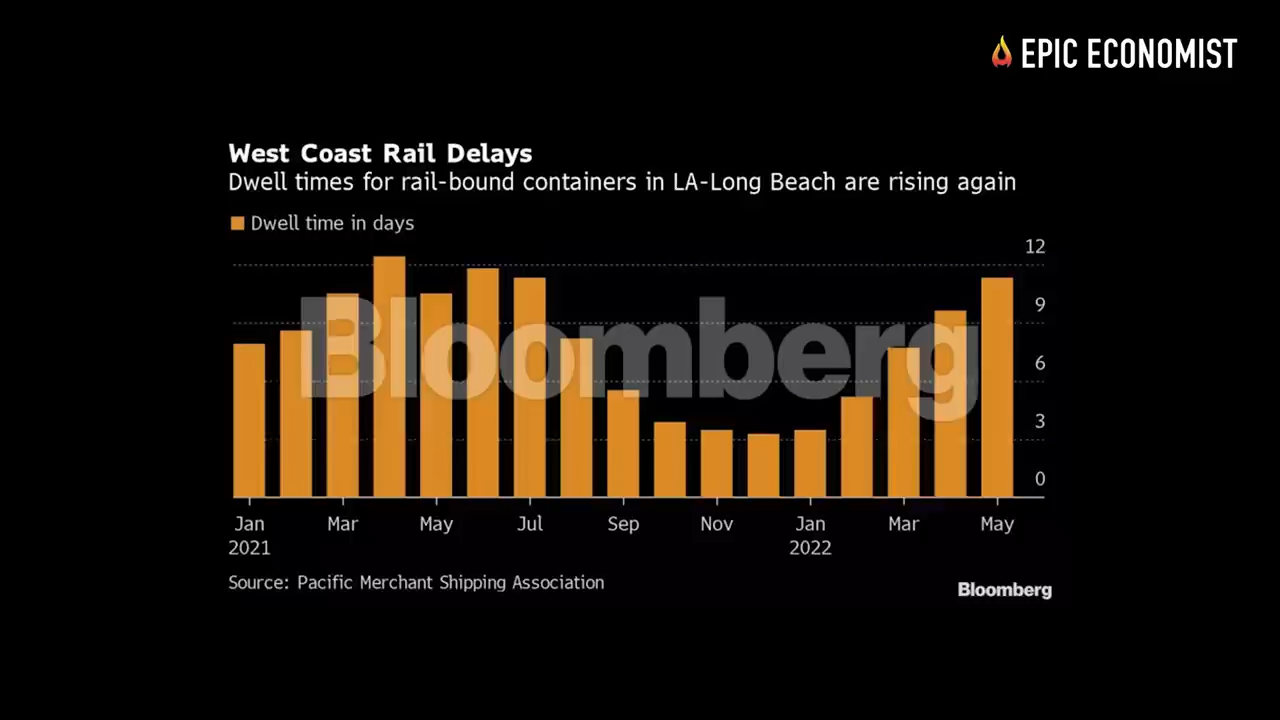 EPIC ECONOMIST
West Coast Rail Delays
Dwell times for rail-bound containers in LA-Long Beach are rising again
Dwell time in days
12
9
6
3
0
Bloomberg
Jan Mar May Jul Sep Nov Jan Mar May
2021 2022
Source: Pacific Merchant Shipping Association
Bloomberg